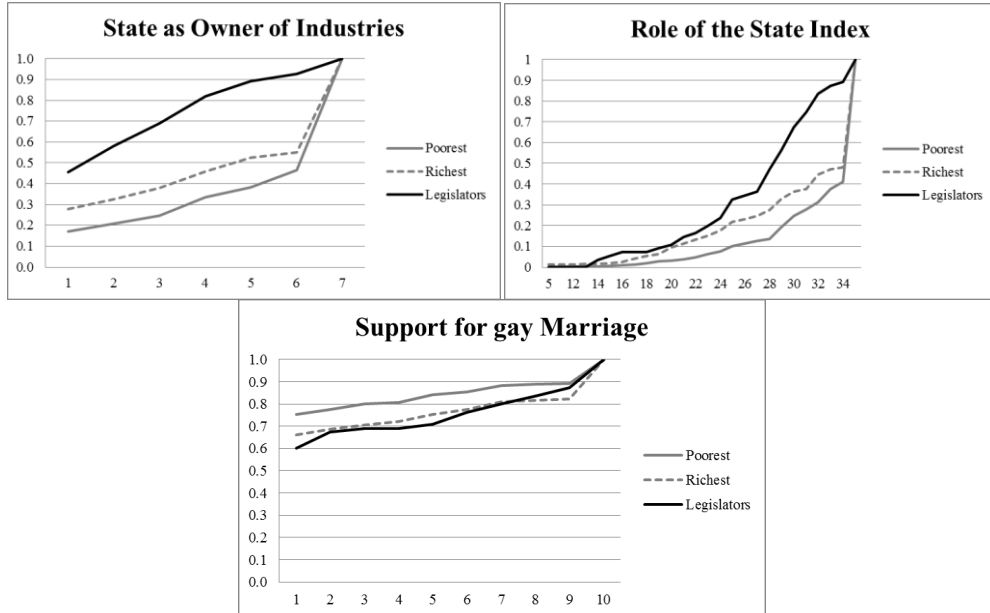 State as Owner of Industries
1.0
0.9
0.8
0.7
0.6
0.5
0.4
0.3
0.2
0.1
0.0
1 2 3 4 5 6 7
Poorest
Richest
Legislators
Role of the State Index
1
0.9
0.8
0.7
0.6
0.5
0.4
0.3
0.2
0.1
0
5 12 14 16 18 20 22 24 26 28 30 32 34
Poorest
Richest
Legislators
Support for gay Marriage
1.0
0.9
0.8
0.7
0.6
0.5
0.4
0.3
0.2
0.1
0.0
1 2 3 4 5 6 7 8 9 10
Poorest
Richest
Legislators